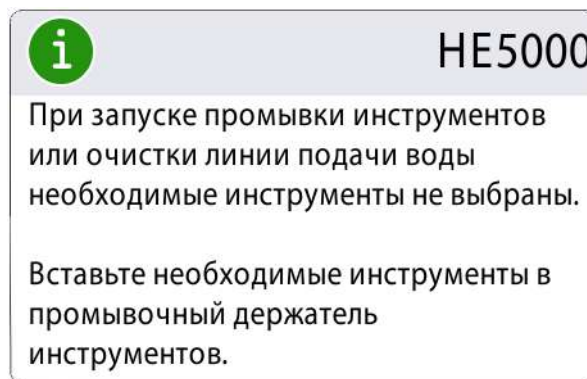 i
HE5000
При запуске промывки инструментов
или очистки линии подачи воды
необходимые инструменты не выбраны.
Вставьте необходимые инструменты в
промывочный держатель
инструментов.